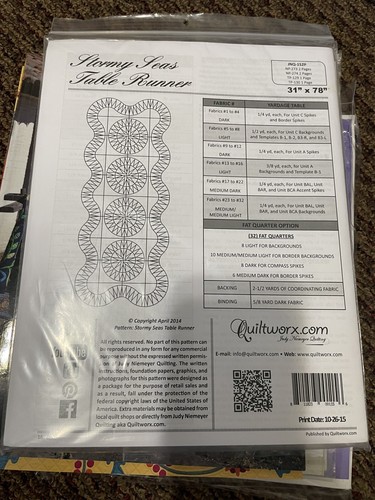 Stormy Seas
Table Runner
31" x 78"
FABRIC # YARDAGE TABLE
Fabrics #1 to #4
DARK
1/4 yd, each, For Unit C Spikes
and Border Spikes
Fabrics #5 to #8
LIGHT
1/2 yd, each, For Unit C Backgrounds
and Templates B-1, B-2, B3-R, and B3-L
Fabrics #9 to #12
DARK
1/4 yd, each, For Unit A Spikes
Fabrics #13 to #16
LIGHT
3/8 yd, each, for Unit A
Backgrounds and Template B-1
Fabrics #17 to #22
MEDIUM DARK
1/4 yd, each, For Unit BAL, Unit
BAR, and Unit BCA Accent Spikes
Fabrics #23 to #32
MEDIUM/
MEDIUM LIGHT
1/4 yd, each, For Unit BAL, Unit
BAR, and Unit BCA Backgrounds
FAT QUARTER OPTION
(32) FAT QUARTERS
8 LIGHT FOR BACKGROUNDS
10 MEDIUM/MEDIUM LIGHT FOR BORDER BACKGROUNDS
8 DARK FOR COMPASS SPIKES
6 MEDIUM DARK FOR BORDER SPIKES
BACKING 2-1/2 YARDS OF COORDINATING FABRIC
BINDING 5/8 YARD DARK FABRIC
© Copyright April 2014
Pattern: Stormy Seas Table Runner
All rights reserved. No part of this pattern can
be reproduced in any form for any commercial
purpose without the expressed written permis-
sion of Judy Niemeyer Quilting. The written
instructions, foundation papers, graphics, and
photographs for this pattern were designed as
a package for the purpose of retail sales and
as a result, fall under the protection of the
federal copyright laws of the United States of
America. Extra materials may be obtained from
local quilt shops or directly from Judy Niemeyer
Quilting aka Quiltworx.com.
Quiltworx.com
Judy Niemeyer Quilting
E-mail: info@quiltworx.com • Web: www.quiltworx.com
Print Date: 10-26-15
Published by Quiltworx.com